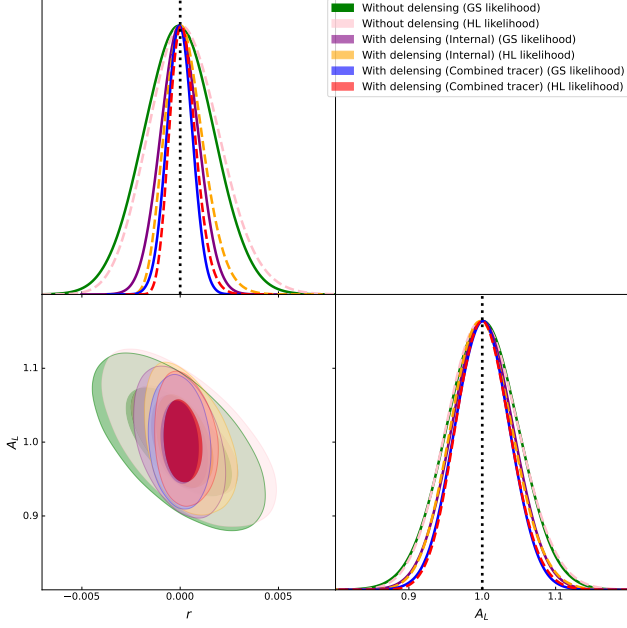 Without delensing (GS likelihood)
Without delensing (HL likelihood)
With delensing (Internal) (GS likelihood)
With delensing (Internal) (HL likelihood)
With delensing (Combined tracer) (GS likelihood)
With delensing (Combined tracer) (HL likelihood)
1.1
1.0
0.9
A_L
−0.005 0.000 0.005
r
0.9 1.0 1.1
A_L